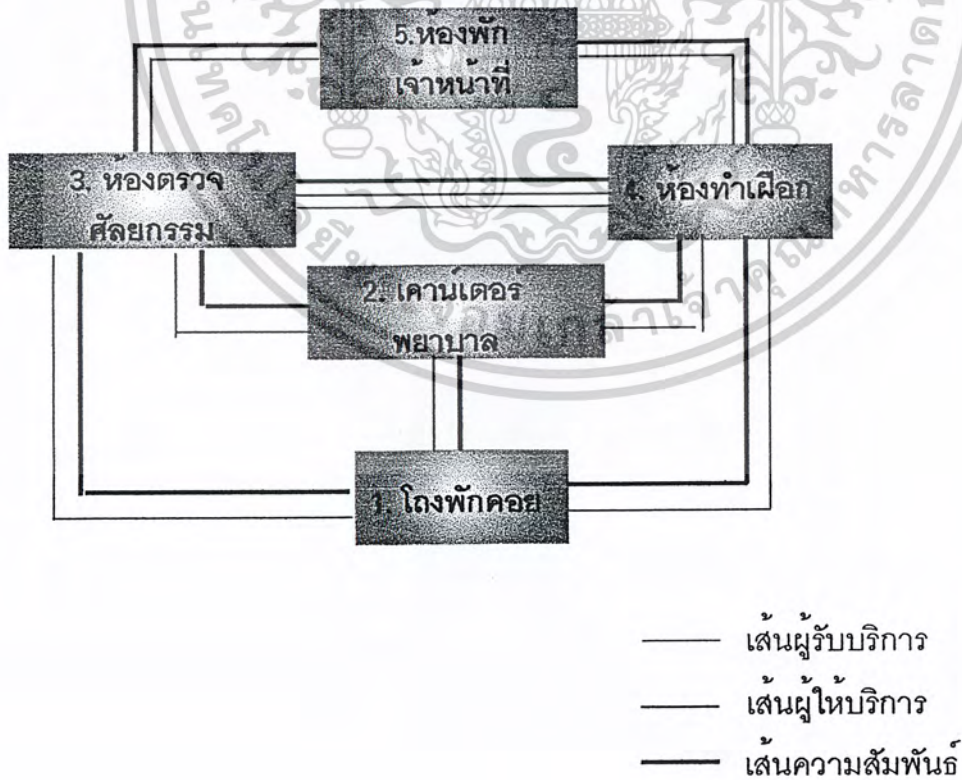 5.ห้องพัก
เจ้าหน้าที่
3. ห้องตรวจ
ศัลยกรรม
4. ห้องทำเฝือก
2. เคาน์เตอร์
พยาบาล
1. โถงพักคอย
เส้นผู้รับบริการ
เส้นผู้ให้บริการ
เส้นความสัมพันธ์